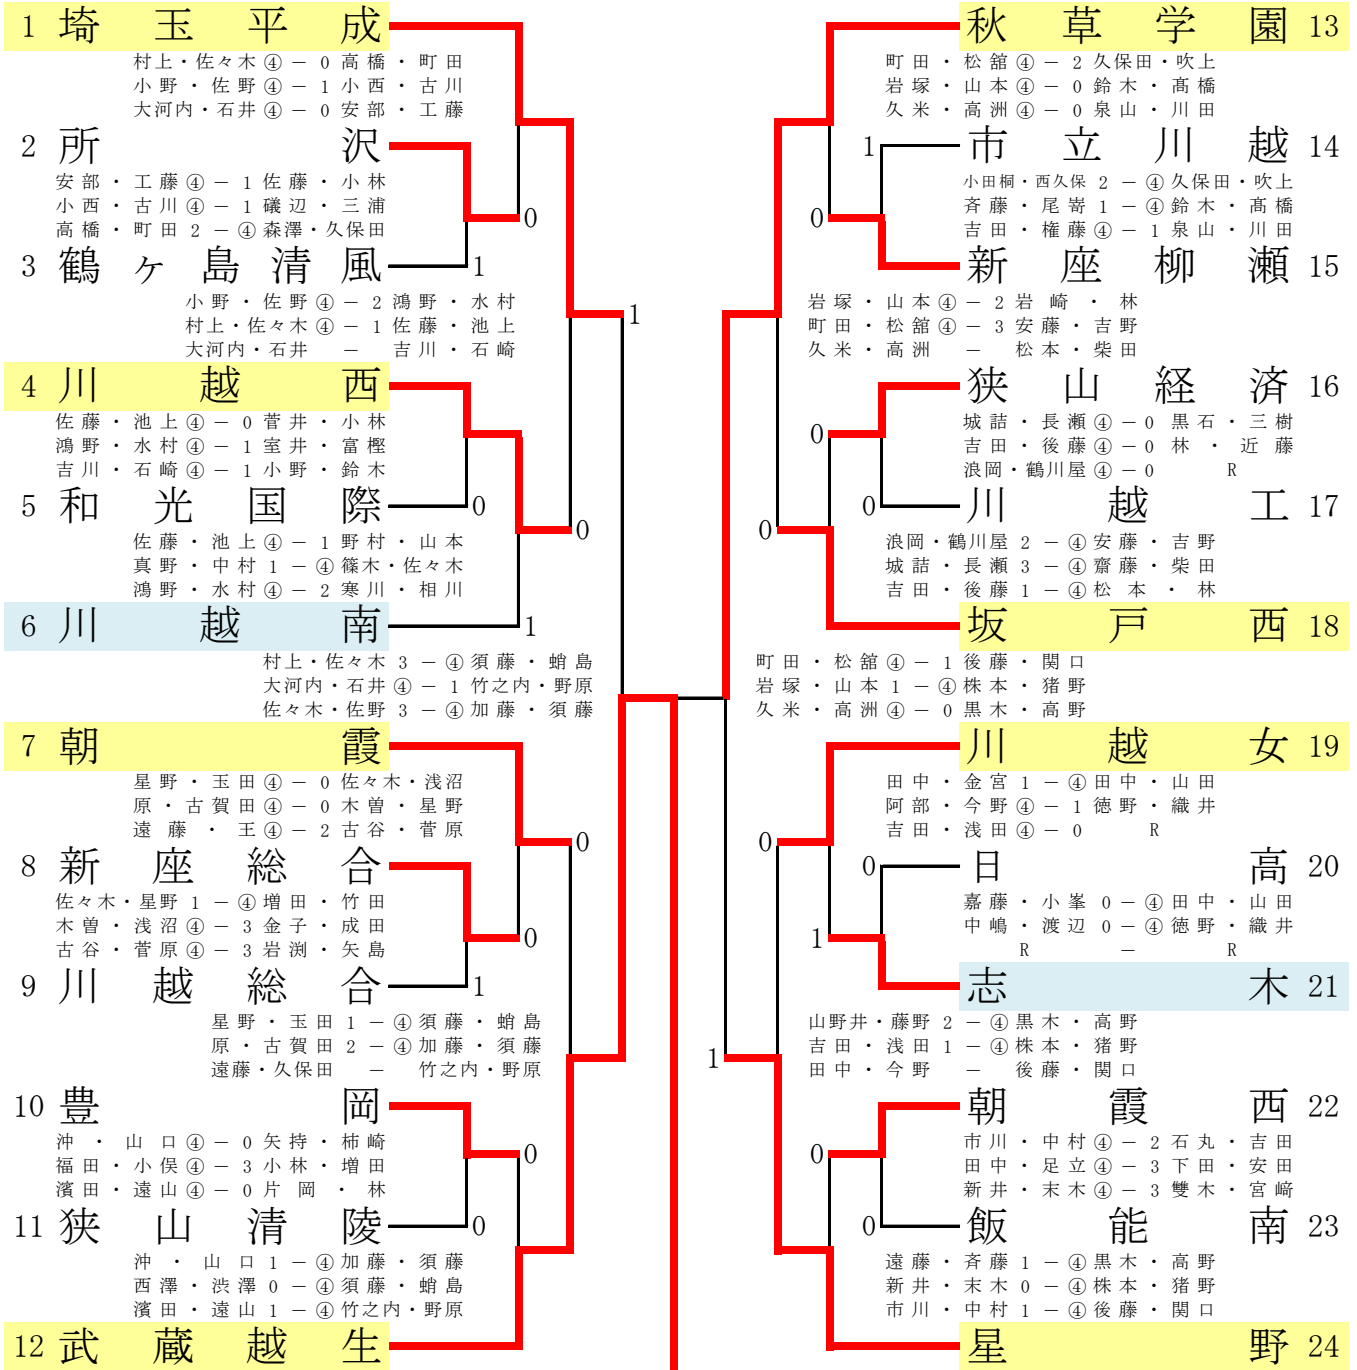 1 埼玉平成
村上・佐々木 ④ － 0 高橋・町田
小野・佐野 ④ － 1 小西・古川
大河内・石井 ④ － 0 安部・工藤
2 所沢
安部・工藤 ④ － 1 佐藤・小林
小西・古川 ④ － 1 磯辺・三浦
高橋・町田 2 － ④ 森澤・久保田
0
3 鶴ヶ島清風
1
小野・佐野 ④ － 2 鴻野・水村
村上・佐々木 ④ － 1 佐藤・池上
大河内・石井 － 吉川・石崎
1
4 川越西
佐藤・池上 ④ － 0 菅井・小林
鴻野・水村 ④ － 1 室井・富樫
吉川・石崎 ④ － 1 小野・鈴木
5 和光国際
0
佐藤・池上 ④ － 1 野村・山本
真野・中村 1 － ④ 篠木・佐々木
鴻野・水村 ④ － 2 寒川・相川
0
6 川越南
1
村上・佐々木 3 － ④ 須藤・蛸島
大河内・石井 ④ － 1 竹之内・野原
佐々木・佐野 3 － ④ 加藤・須藤
7 朝霞
星野・玉田 ④ － 0 佐々木・浅沼
原・古賀田 ④ － 0 木曽・星野
遠藤・王 ④ － 2 古谷・菅原
0
8 新座総合
佐々木・星野 1 － ④ 増田・竹田
木曽・浅沼 ④ － 3 金子・成田
古谷・菅原 ④ － 3 岩渕・矢島
0
9 川越総合
1
星野・玉田 1 － ④ 須藤・蛸島
原・古賀田 2 － ④ 加藤・須藤
遠藤・久保田 － 竹之内・野原
10 豊岡
沖・山口 ④ － 0 矢持・柿崎
福田・小俣 ④ － 3 小林・増田
濱田・遠山 ④ － 0 片岡・林
0
11 狭山清陵
0
沖・山口 1 － ④ 加藤・須藤
西澤・渋澤 0 － ④ 須藤・蛸島
濱田・遠山 1 － ④ 竹之内・野原
12 武蔵越生
秋草学園 13
町田・松舘 ④ － 2 久保田・吹上
岩塚・山本 ④ － 0 鈴木・髙橋
久米・高洲 ④ － 0 泉山・川田
1
市立川越 14
小田桐・西久保 2 － ④ 久保田・吹上
斉藤・尾嵜 1 － ④ 鈴木・髙橋
吉田・権藤 ④ － 1 泉山・川田
0
新座柳瀬 15
岩塚・山本 ④ － 2 岩崎・林
町田・松舘 ④ － 3 安藤・吉野
久米・高洲 － 松本・柴田
狭山経済 16
城詰・長瀬 ④ － 0 黒石・三樹
吉田・後藤 ④ － 0 林・近藤
浪岡・鶴川屋 ④ － 0 R
0
0
川越工 17
浪岡・鶴川屋 2 － ④ 安藤・吉野
城詰・長瀬 3 － ④ 齋藤・柴田
吉田・後藤 1 － ④ 松本・林
0
坂戸西 18
町田・松舘 ④ － 1 後藤・関口
岩塚・山本 1 － ④ 株本・猪野
久米・高洲 ④ － 0 黒木・高野
川越女 19
田中・金宮 1 － ④ 田中・山田
阿部・今野 ④ － 1 徳野・織井
吉田・浅田 ④ － 0 R
0
0
日高 20
嘉藤・小峯 0 － ④ 田中・山田
中嶋・渡辺 0 － ④ 徳野・織井
R － R
1
志木 21
山野井・藤野 2 － ④ 黒木・高野
吉田・浅田 1 － ④ 株本・猪野
田中・今野 － 後藤・関口
1
朝霞西 22
市川・中村 ④ － 2 石丸・吉田
田中・足立 ④ － 3 下田・安田
新井・末木 ④ － 3 雙木・宮﨑
0
0
飯能南 23
遠藤・斉藤 1 － ④ 黒木・高野
新井・末木 0 － ④ 株本・猪野
市川・中村 1 － ④ 後藤・関口
星野 24